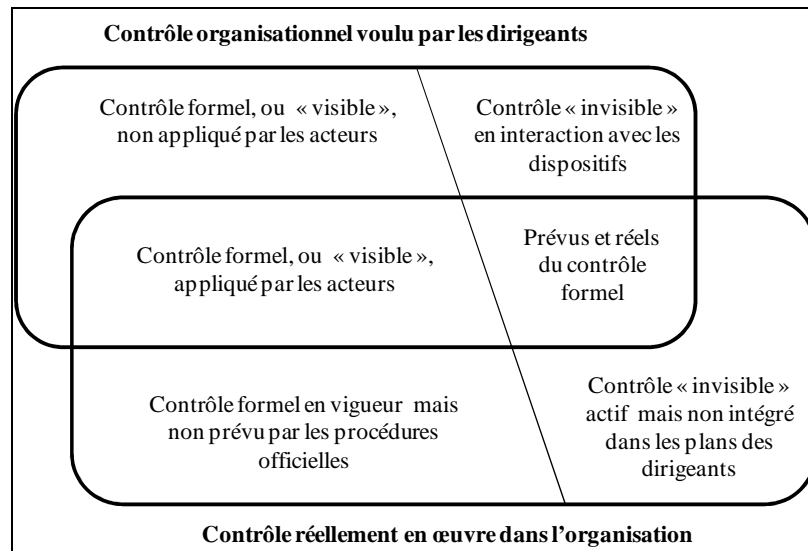 Contrôle organisationnel voulu par les dirigeants
Contrôle formel, ou « visible »,
non appliqué par les acteurs
Contrôle « invisible »
en interaction avec les
dispositifs
Contrôle formel, ou « visible »,
appliqué par les acteurs
Prévus et réels
du contrôle
formel
Contrôle formel en vigueur mais
non prévu par les procédures
officielles
Contrôle « invisible »
actif mais non intégré
dans les plans des
dirigeants
Contrôle réellement en œuvre dans l'organisation